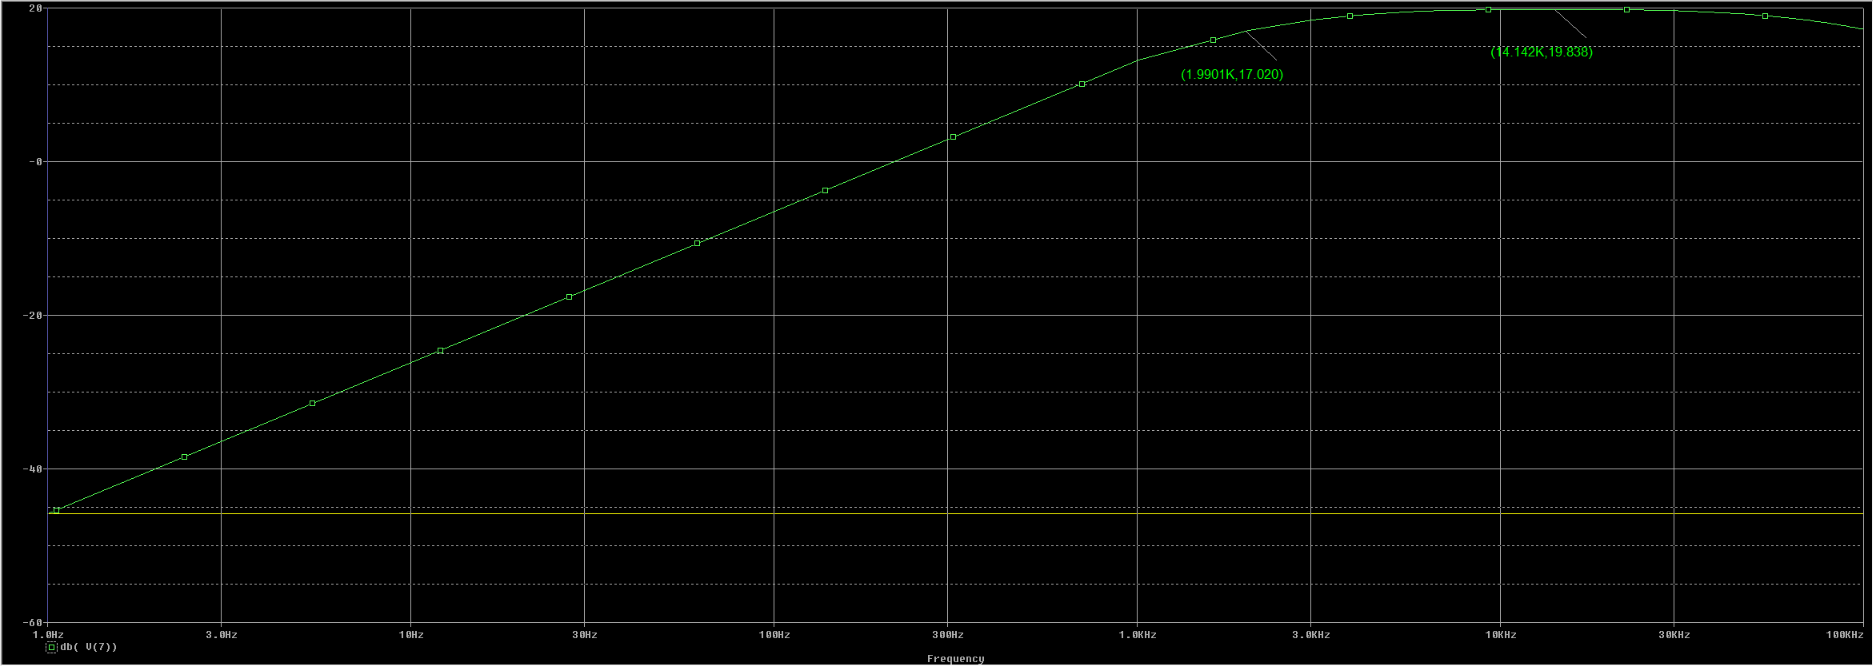 20
(14.142K,19.838)
(1.9901K,17.020)
-0
-20
-40
-60
1.0Hz 3.0Hz 10Hz 30Hz 100Hz 300Hz 1.0KHz 3.0KHz 10KHz 30KHz 100KHz
db( V(7))
Frequency